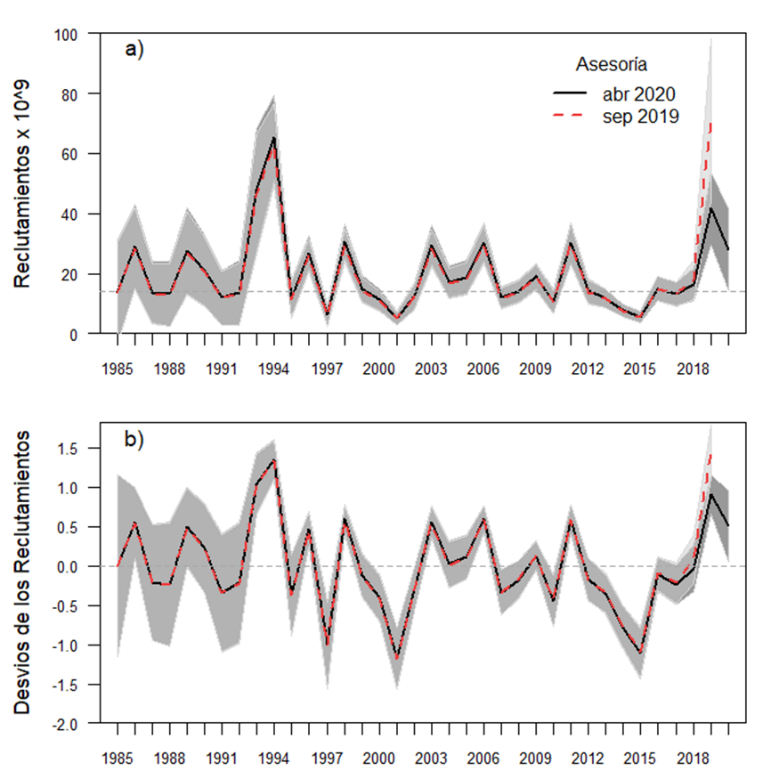 a)
Asesoría
abr 2020
sep 2019
Reclutamientos x 10^9
100
80
60
40
20
0
1985 1988 1991 1994 1997 2000 2003 2006 2009 2012 2015 2018
b)
Desvios de los Reclutamientos
1.5
1.0
0.5
0.0
-0.5
-1.0
-1.5
-2.0
1985 1988 1991 1994 1997 2000 2003 2006 2009 2012 2015 2018